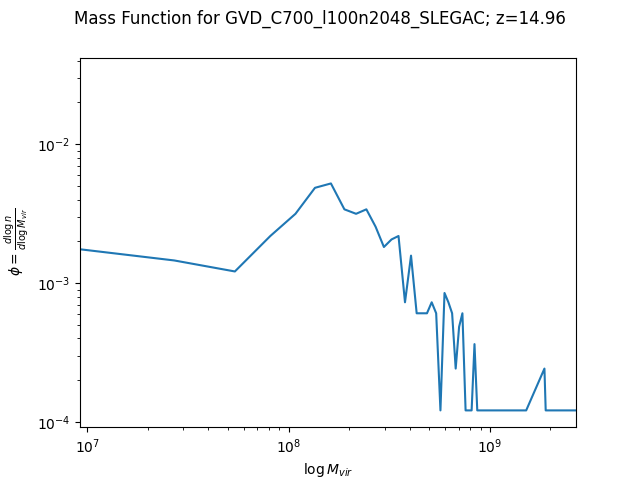 Mass Function for GVD_C700_l100n2048_SLEGAC; z=14.96
10⁻²
10⁻³
10⁻⁴
ϕ = d log n / d log M_vir
10⁷
10⁸
10⁹
log M_vir